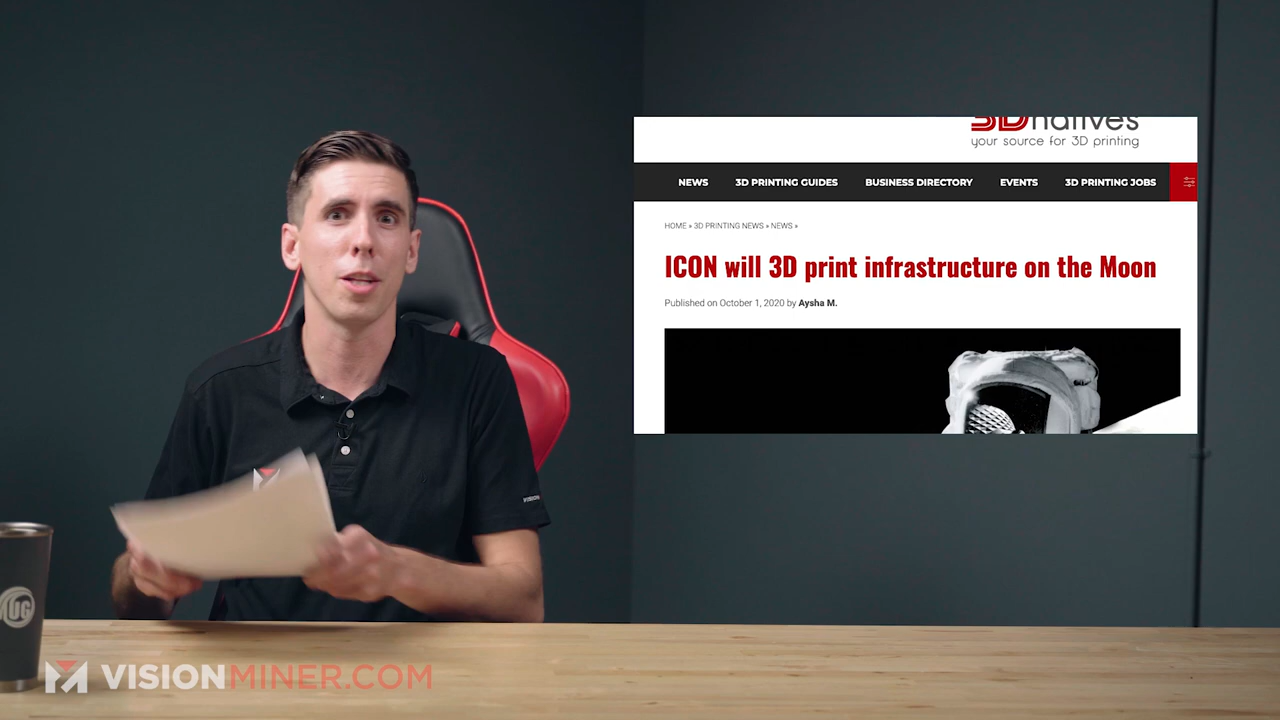 3Dnatives
your source for 3D printing
NEWS 3D PRINTING GUIDES BUSINESS DIRECTORY EVENTS 3D PRINTING JOBS
HOME » 3D PRINTING NEWS » NEWS »
ICON will 3D print infrastructure on the Moon
Published on October 1, 2020 by Aysha M.
UG
VISIONMINER.COM